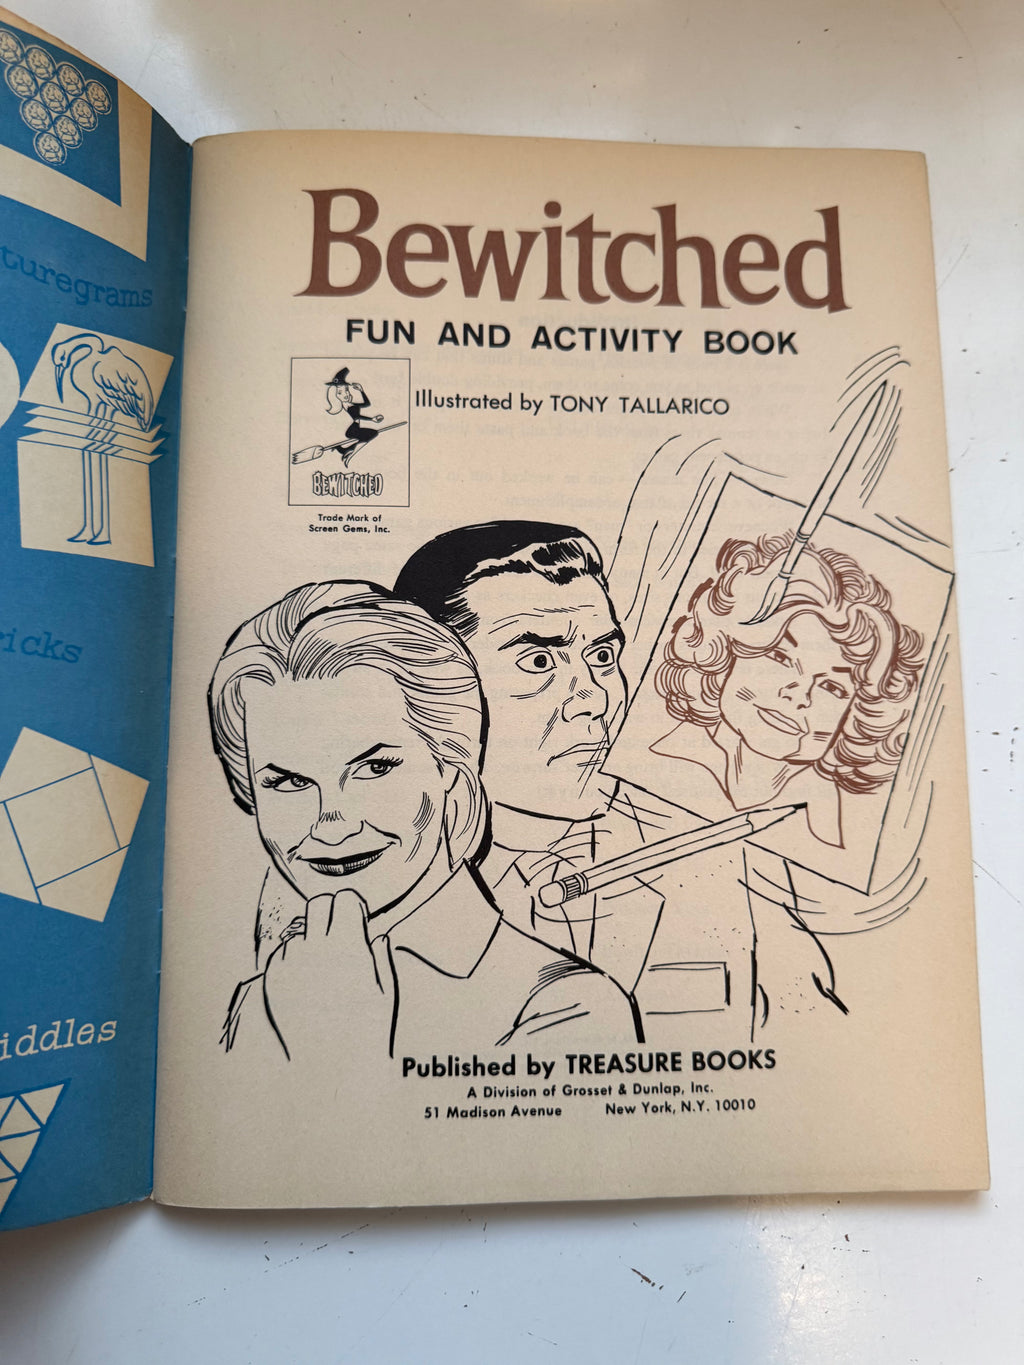 turegrams
ricks
iddles
Bewitched
FUN AND ACTIVITY BOOK
Illustrated by TONY TALLARICO
BEWITCHED
Trade Mark of
Screen Gems, Inc.
Published by TREASURE BOOKS
A Division of Grosset & Dunlap, Inc.
51 Madison Avenue New York, N.Y. 10010